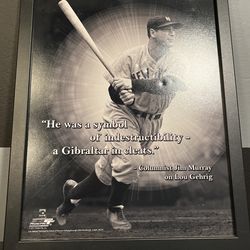 "He was a symbol
of indestructibility -
a Gibraltar in cleats."
-Columnist Jim Murray
on Lou Gehrig